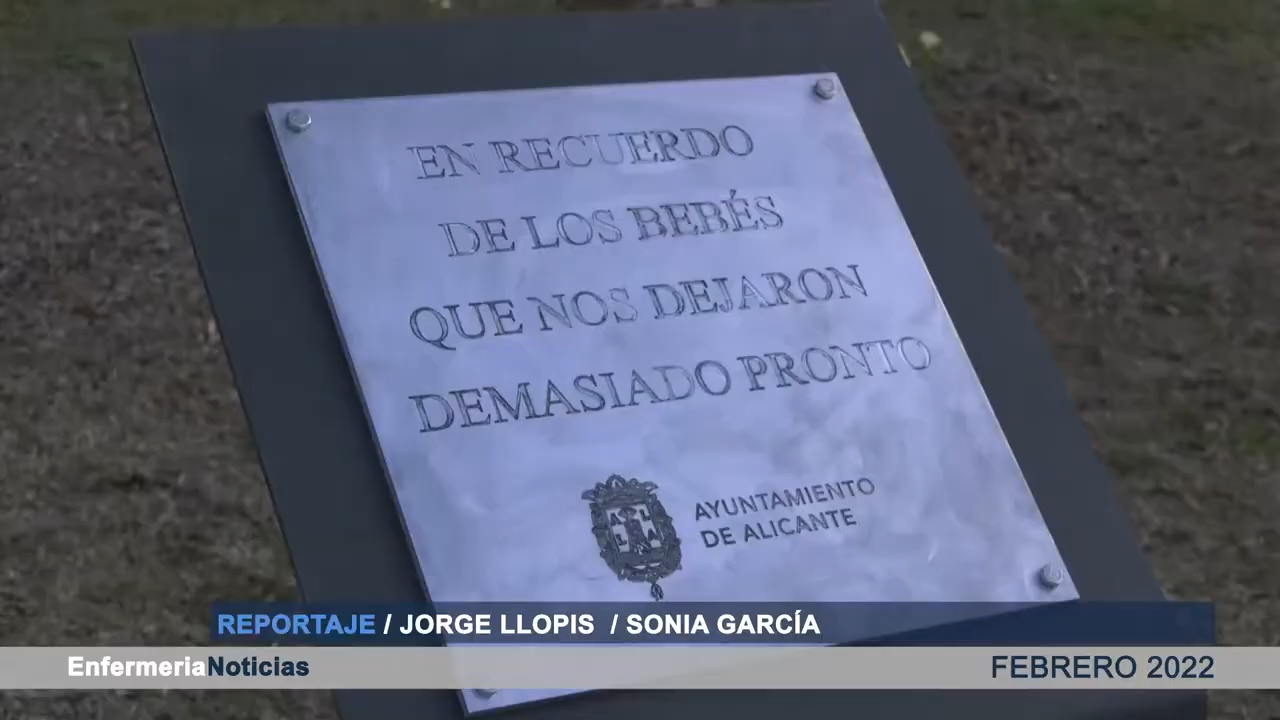 EN RECUERDO
DE LOS BEBÉS
QUE NOS DEJARON
DEMASIADO PRONTO
AYUNTAMIENTO
DE ALICANTE
REPORTAJE / JORGE LLOPIS / SONIA GARCÍA
EnfermeriaNoticias
FEBRERO 2022